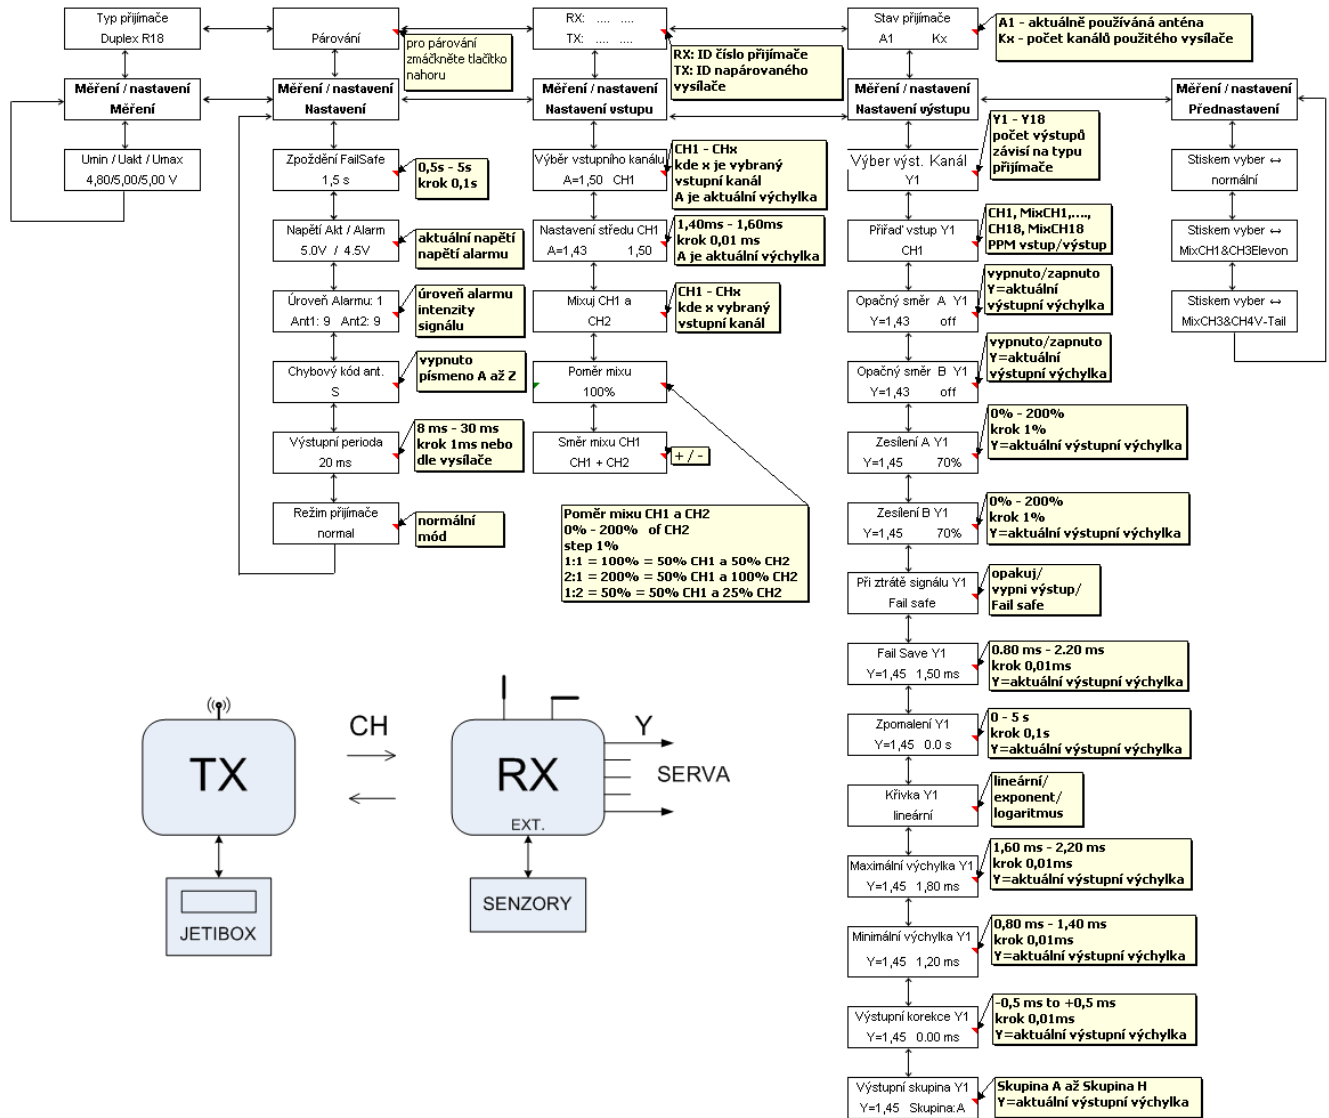 Typ přijímače
Duplex R18
Párování
pro párování
zmáčkněte tlačítko
nahoru
RX: .... ....
TX: .... ....
RX: ID číslo přijímače
TX: ID napárovaného
vysílače
Stav přijímače
A1 Kx
A1 - aktuálně používáná anténa
Kx - počet kanálů použitého vysílače
Měření / nastavení
Měření
Měření / nastavení
Nastavení
Měření / nastavení
Nastavení vstupu
Měření / nastavení
Nastavení výstupu
Měření / nastavení
Přednastavení
Umin / Uakt / Umax
4,80/5,00/5,00 V
Zpoždění FailSafe
1,5 s
0,5s - 5s
krok 0,1s
Napětí Akt / Alarm
5.0V / 4.5V
aktuální napětí
napětí alarmu
Úroveň Alarmu: 1
Ant1: 9 Ant2: 9
úroveň alarmu
intenzity
signálu
Chybový kód ant.
S
vypnuto
písmeno A až Z
Výstupní perioda
20 ms
8 ms - 30 ms
krok 1ms nebo
dle vysílače
Režim přijímače
normal
normální
mód
Výběr vstupního kanálu
A=1,50 CH1
CH1 - CHx
kde x je vybraný
vstupní kanál
A je aktuální výchylka
Nastavení středu CH1
A=1,43 1,50
1,40ms - 1,60ms
krok 0,01 ms
A je aktuální výchylka
Mixuj CH1 a
CH2
CH1 - CHx
kde x vybraný
vstupní kanál
Poměr mixu
100%
Směr mixu CH1
CH1 + CH2
+ / -
Poměr mixu CH1 a CH2
0% - 200% of CH2
step 1%
1:1 = 100% = 50% CH1 a 50% CH2
2:1 = 200% = 50% CH1 a 100% CH2
1:2 = 50% = 50% CH1 a 25% CH2
Výber výst. Kanál
Y1
Y1 - Y18
počet výstupů
závisí na typu
přijímače
Přiřaď vstup Y1
CH1
CH1, MixCH1,....,
CH18, MixCH18
PPM vstup/výstup
Opačný směr A Y1
Y=1,43 off
vypnuto/zapnuto
Y=aktuální
výstupní výchylka
Opačný směr B Y1
Y=1,43 off
vypnuto/zapnuto
Y=aktuální
výstupní výchylka
Zesílení A Y1
Y=1,45 70%
0% - 200%
krok 1%
Y=aktuální výstupní výchylka
Zesílení B Y1
Y=1,45 70%
0% - 200%
krok 1%
Y=aktuální výstupní výchylka
Při ztrátě signálu Y1
Fail safe
opakuj/
vypni výstup/
Fail safe
Fail Save Y1
Y=1,45 1,50 ms
0.80 ms - 2.20 ms
krok 0,01ms
Y=aktuální výstupní výchylka
Zpomalení Y1
Y=1,45 0.0 s
0 - 5 s
krok 0,1s
Y=aktuální výstupní výchylka
Křivka Y1
lineární
lineární/
exponent/
logaritmus
Maximální výchylka Y1
Y=1,45 1,80 ms
1,60 ms - 2,20 ms
krok 0,01ms
Y=aktuální výstupní výchylka
Minimální výchylka Y1
Y=1,45 1,20 ms
0,80 ms - 1,40 ms
krok 0,01ms
Y=aktuální výstupní výchylka
Výstupní korekce Y1
Y=1,45 0.00 ms
-0,5 ms to +0,5 ms
krok 0,01ms
Y=aktuální výstupní výchylka
Výstupní skupina Y1
Y=1,45 Skupina:A
Skupina A až Skupina H
Y=aktuální výstupní výchylka
Stiskem vyber ↔
normální
Stiskem vyber ↔
MixCH1&CH3Elevon
Stiskem vyber ↔
MixCH3&CH4V-Tail
TX
CH
RX
EXT.
Y
SERVA
JETIBOX
SENZORY